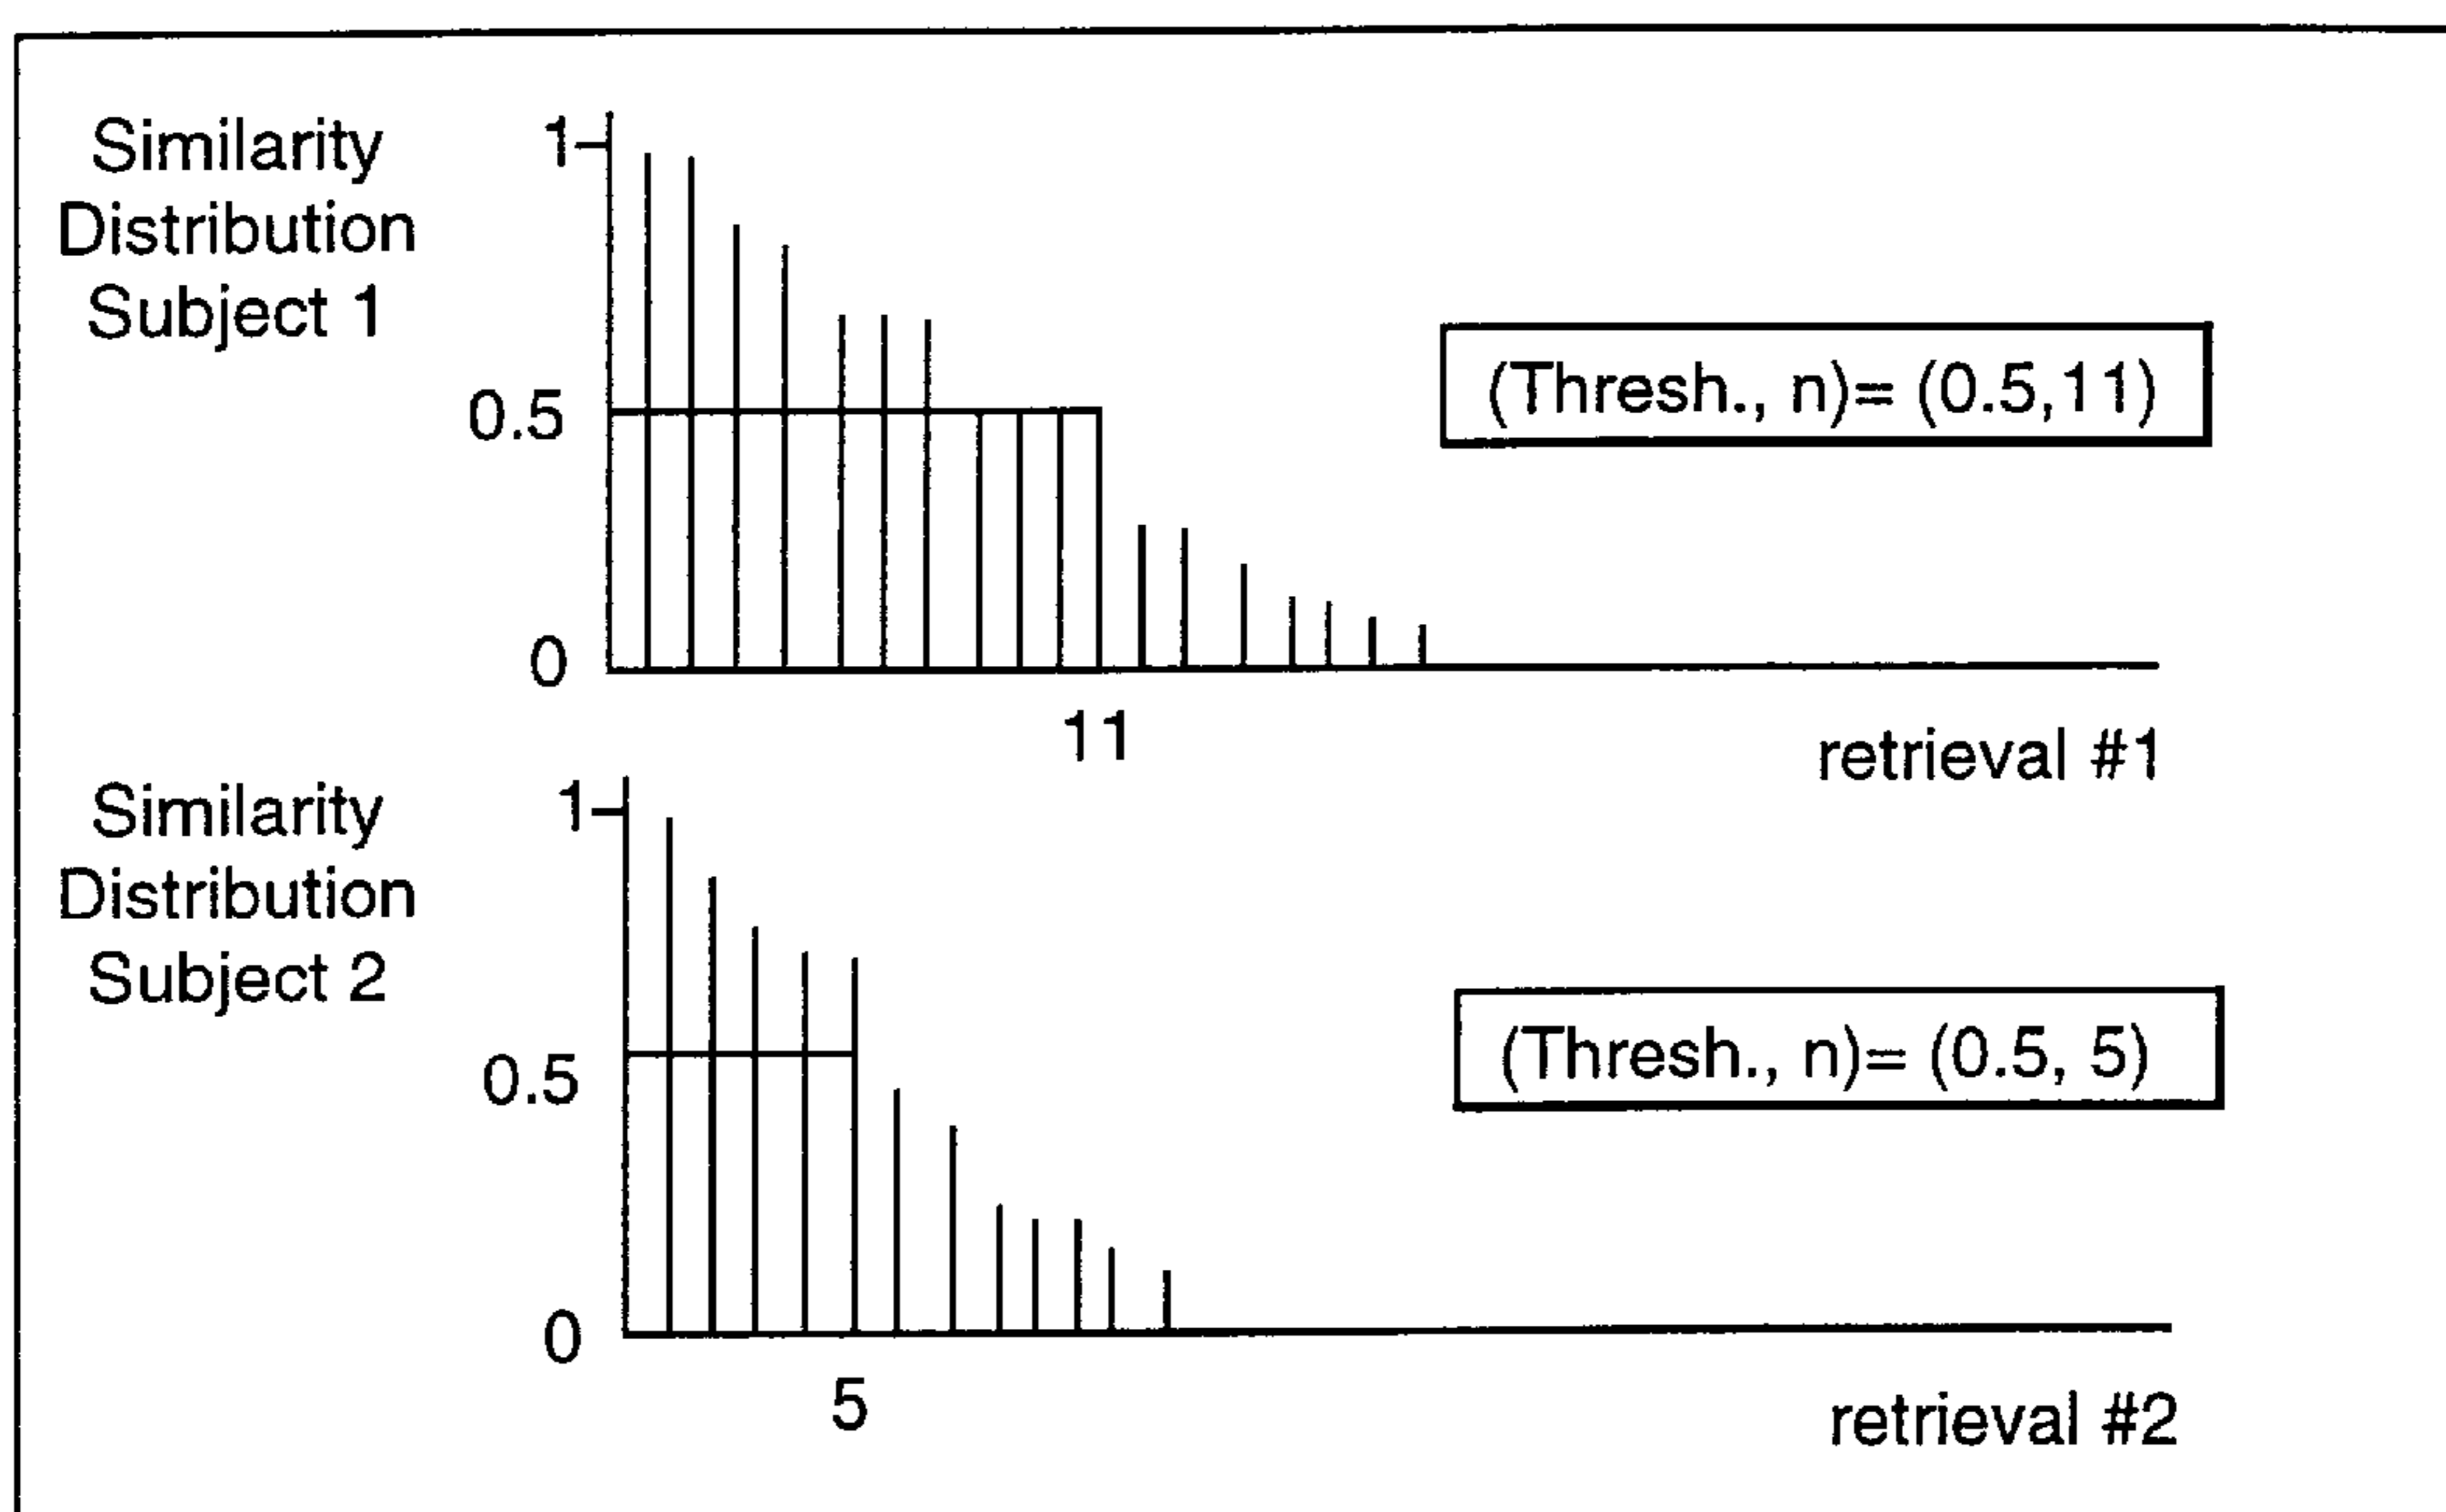 Similarity
Distribution
Subject 1
1
0.5
0
(Thresh., n)= (0.5,11)
11
retrieval #1
Similarity
Distribution
Subject 2
1
0.5
0
(Thresh., n)= (0.5, 5)
5
retrieval #2